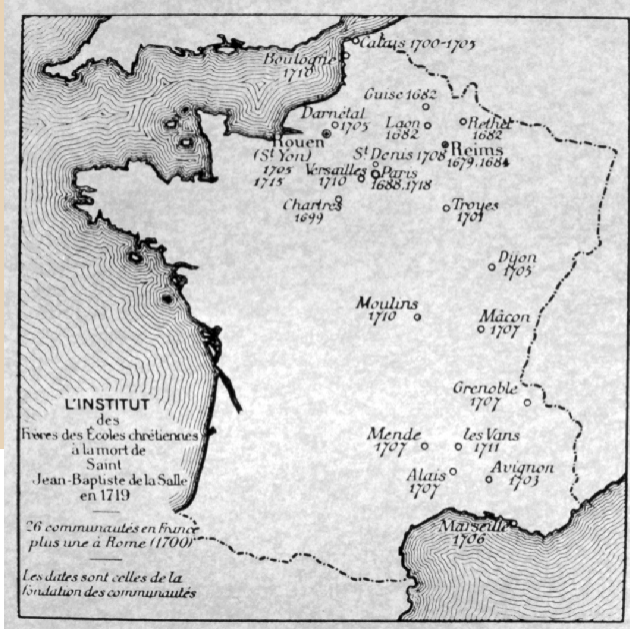 Calais 1700-1705
Boulogne
1710
Guise 1682
Darnétal
1705
Laon
1682
Rethel
1682
Rouen
(St Yon)
1705
1715
St Denis 1708
Reims
1679.1684
Versailles
1710
Paris
1688.1718
Chartres
1699
Troyes
1701
Dijon
1705
Moulins
1710
Mâcon
1707
Grenoble
1707
Mende
1707
les Vans
1711
Alais
1707
Avignon
1703
Marseille
1706
L'INSTITUT
des
Frères des Écoles chrétiennes
à la mort de
Saint
Jean-Baptiste de la Salle
en 1719
26 communautés en France
plus une à Rome (1700)
Les dates sont celles de la
fondation des communautés